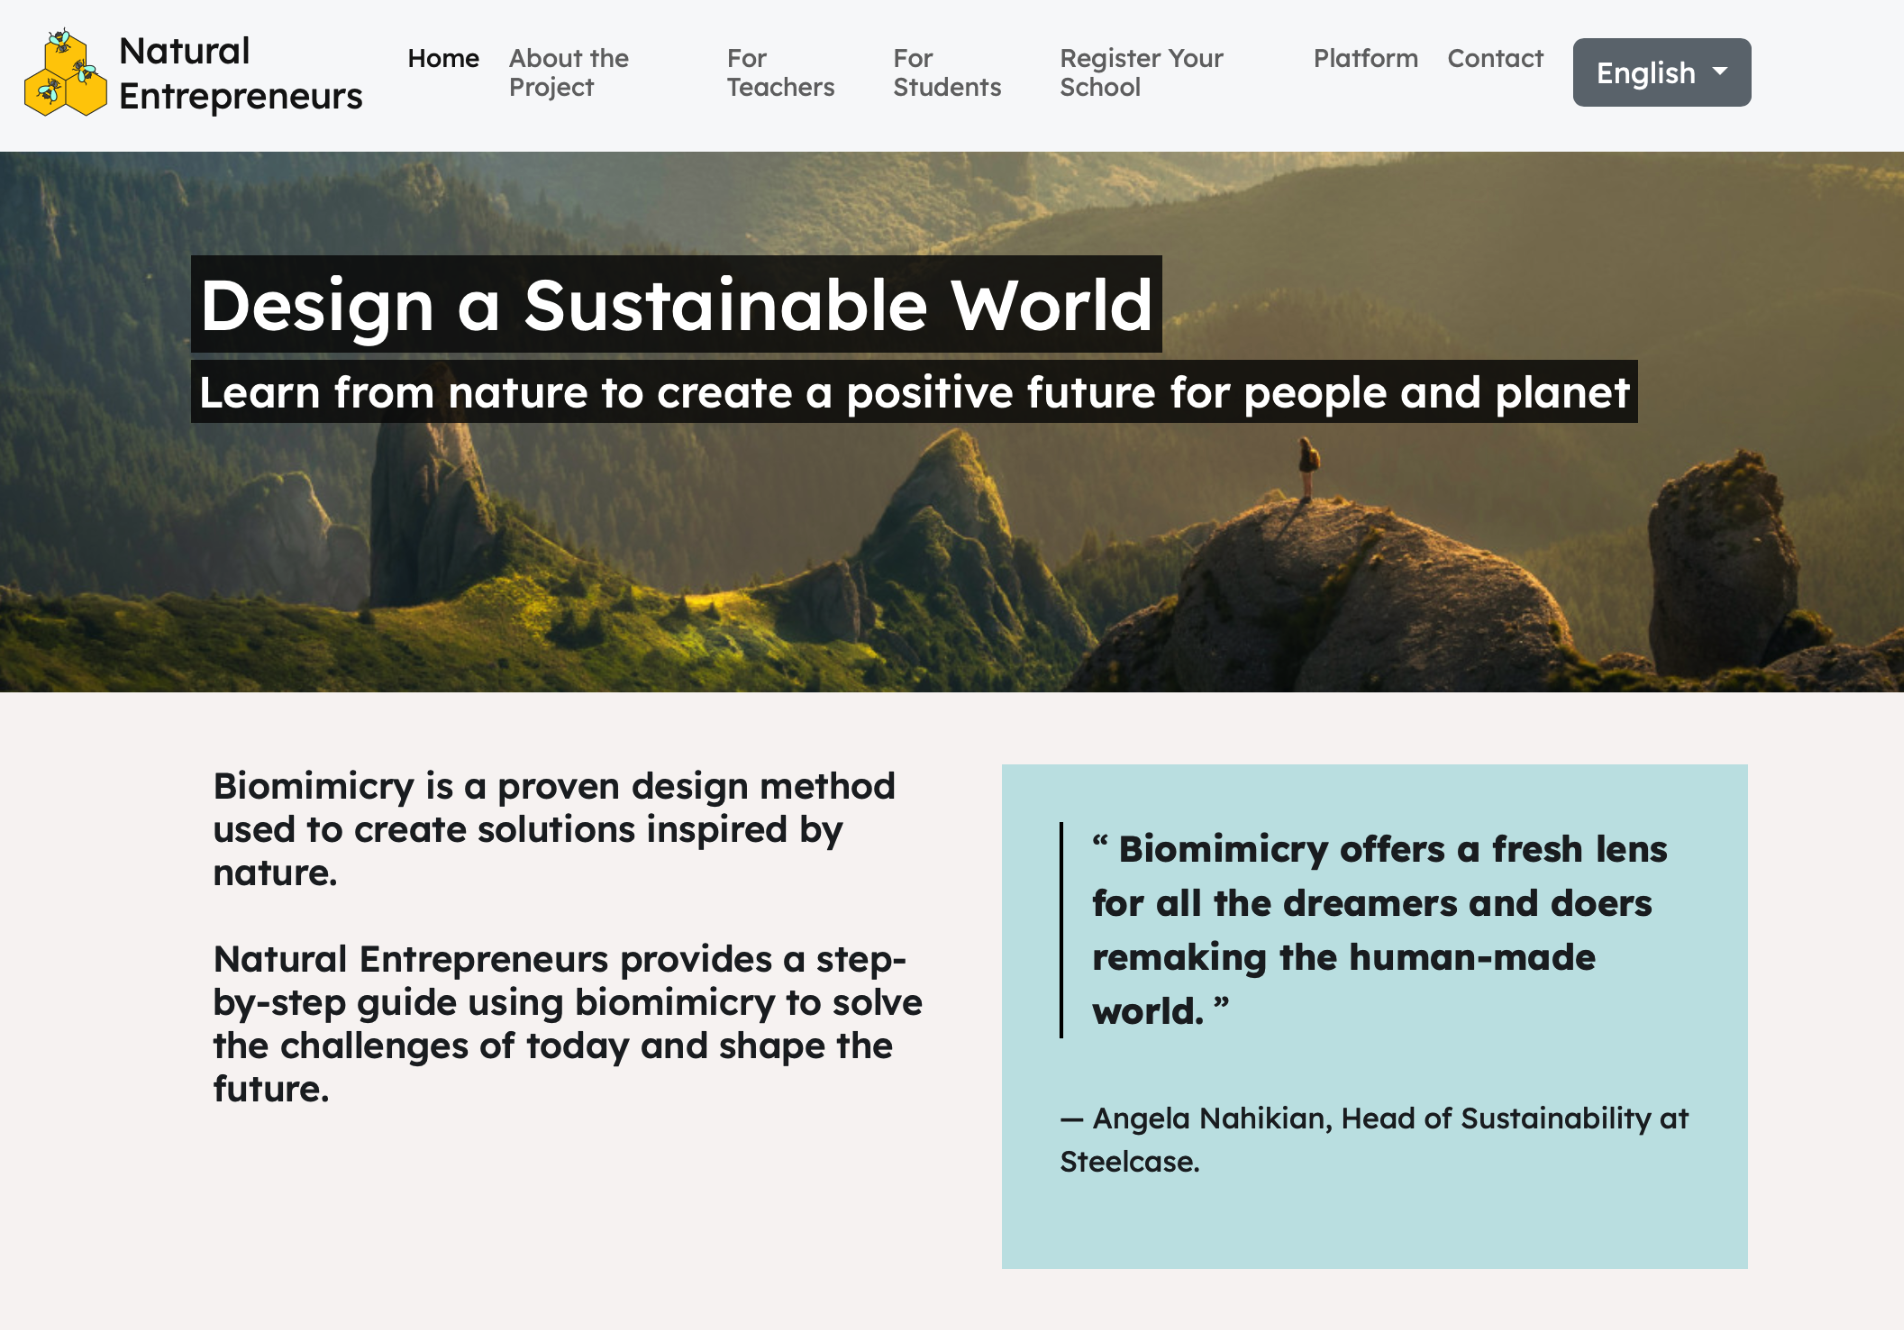 Natural
Entrepreneurs
Home
About the
Project
For
Teachers
For
Students
Register Your
School
Platform
Contact
English
Design a Sustainable World
Learn from nature to create a positive future for people and planet
Biomimicry is a proven design method
used to create solutions inspired by
nature.
Natural Entrepreneurs provides a step-
by-step guide using biomimicry to solve
the challenges of today and shape the
future.
“ Biomimicry offers a fresh lens
for all the dreamers and doers
remaking the human-made
world. ”
— Angela Nahikian, Head of Sustainability at
Steelcase.